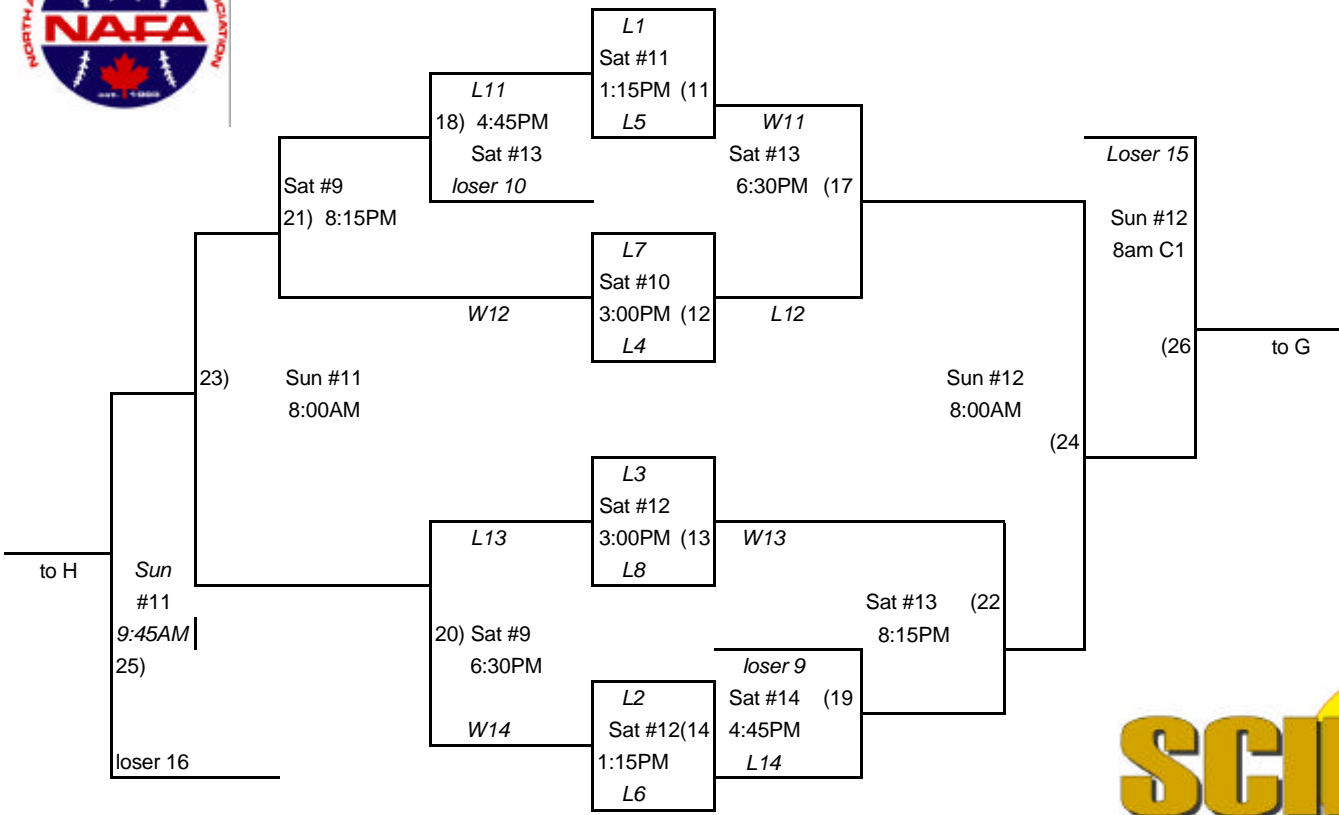 NORTH A
NAFA
CIATION
est. 1993
L1
Sat #11
1:15PM (11
L5
L11
18) 4:45PM
Sat #13
loser 10
W11
Sat #13
6:30PM (17
Loser 15
Sun #12
8am C1
(26
to G
Sat #9
21) 8:15PM
L7
Sat #10
3:00PM (12
L4
W12
L12
23)
Sun #11
8:00AM
Sun #12
8:00AM
(24
L3
Sat #12
3:00PM (13
L8
L13
W13
to H
Sun
#11
9:45AM
25)
loser 16
20) Sat #9
6:30PM
W14
Sat #13 (22
8:15PM
loser 9
Sat #14 (19
4:45PM
L14
L2
Sat #12(14
1:15PM
L6